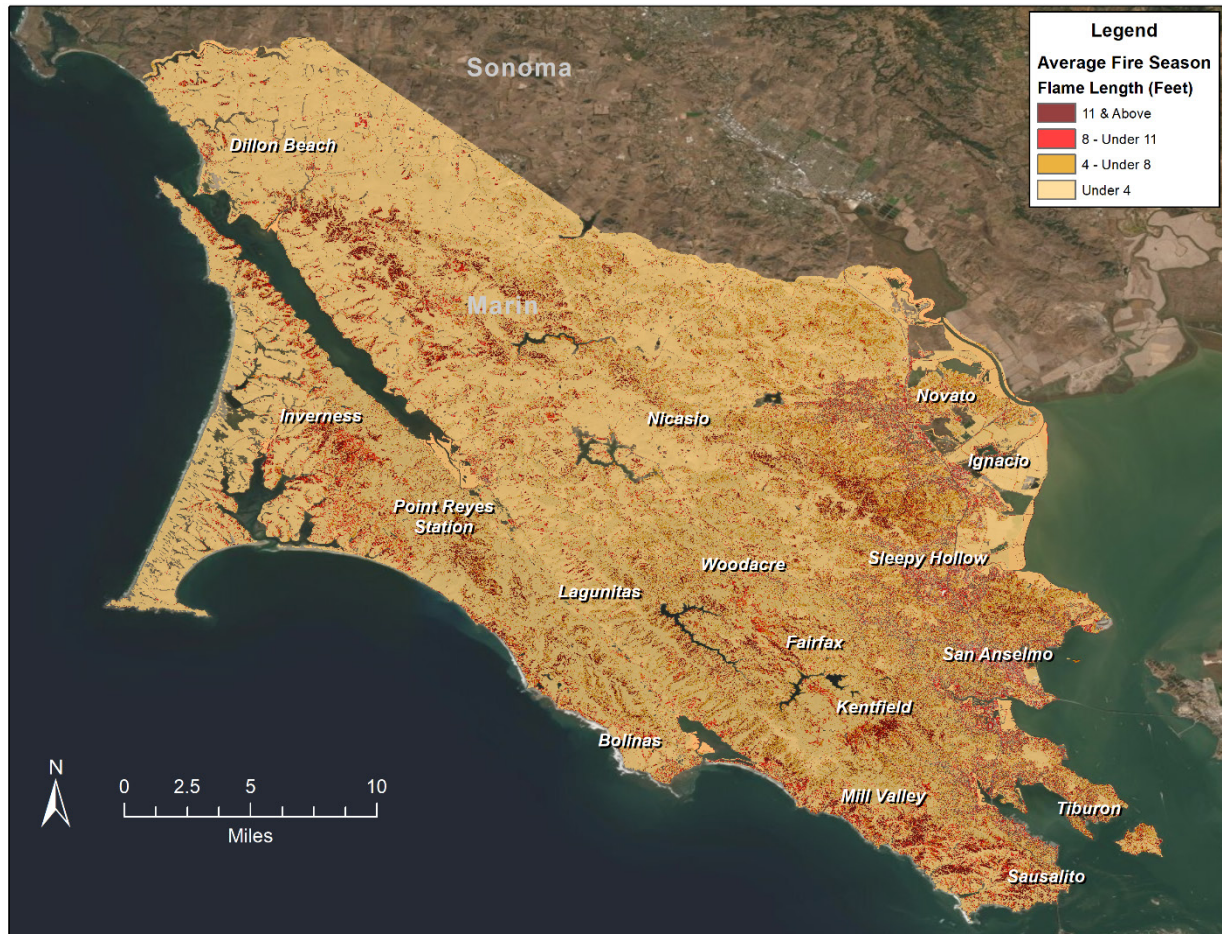 Legend
Average Fire Season
Flame Length (Feet)
11 & Above
8 - Under 11
4 - Under 8
Under 4
Sonoma
Dillon Beach
Marin
Novato
Inverness
Nicasio
Ignacio
Point Reyes
Station
Sleepy Hollow
Woodacre
Lagunitas
Fairfax
San Anselmo
Kentfield
Bolinas
Mill Valley
Tiburon
Sausalito
N
0 2.5 5 10
Miles